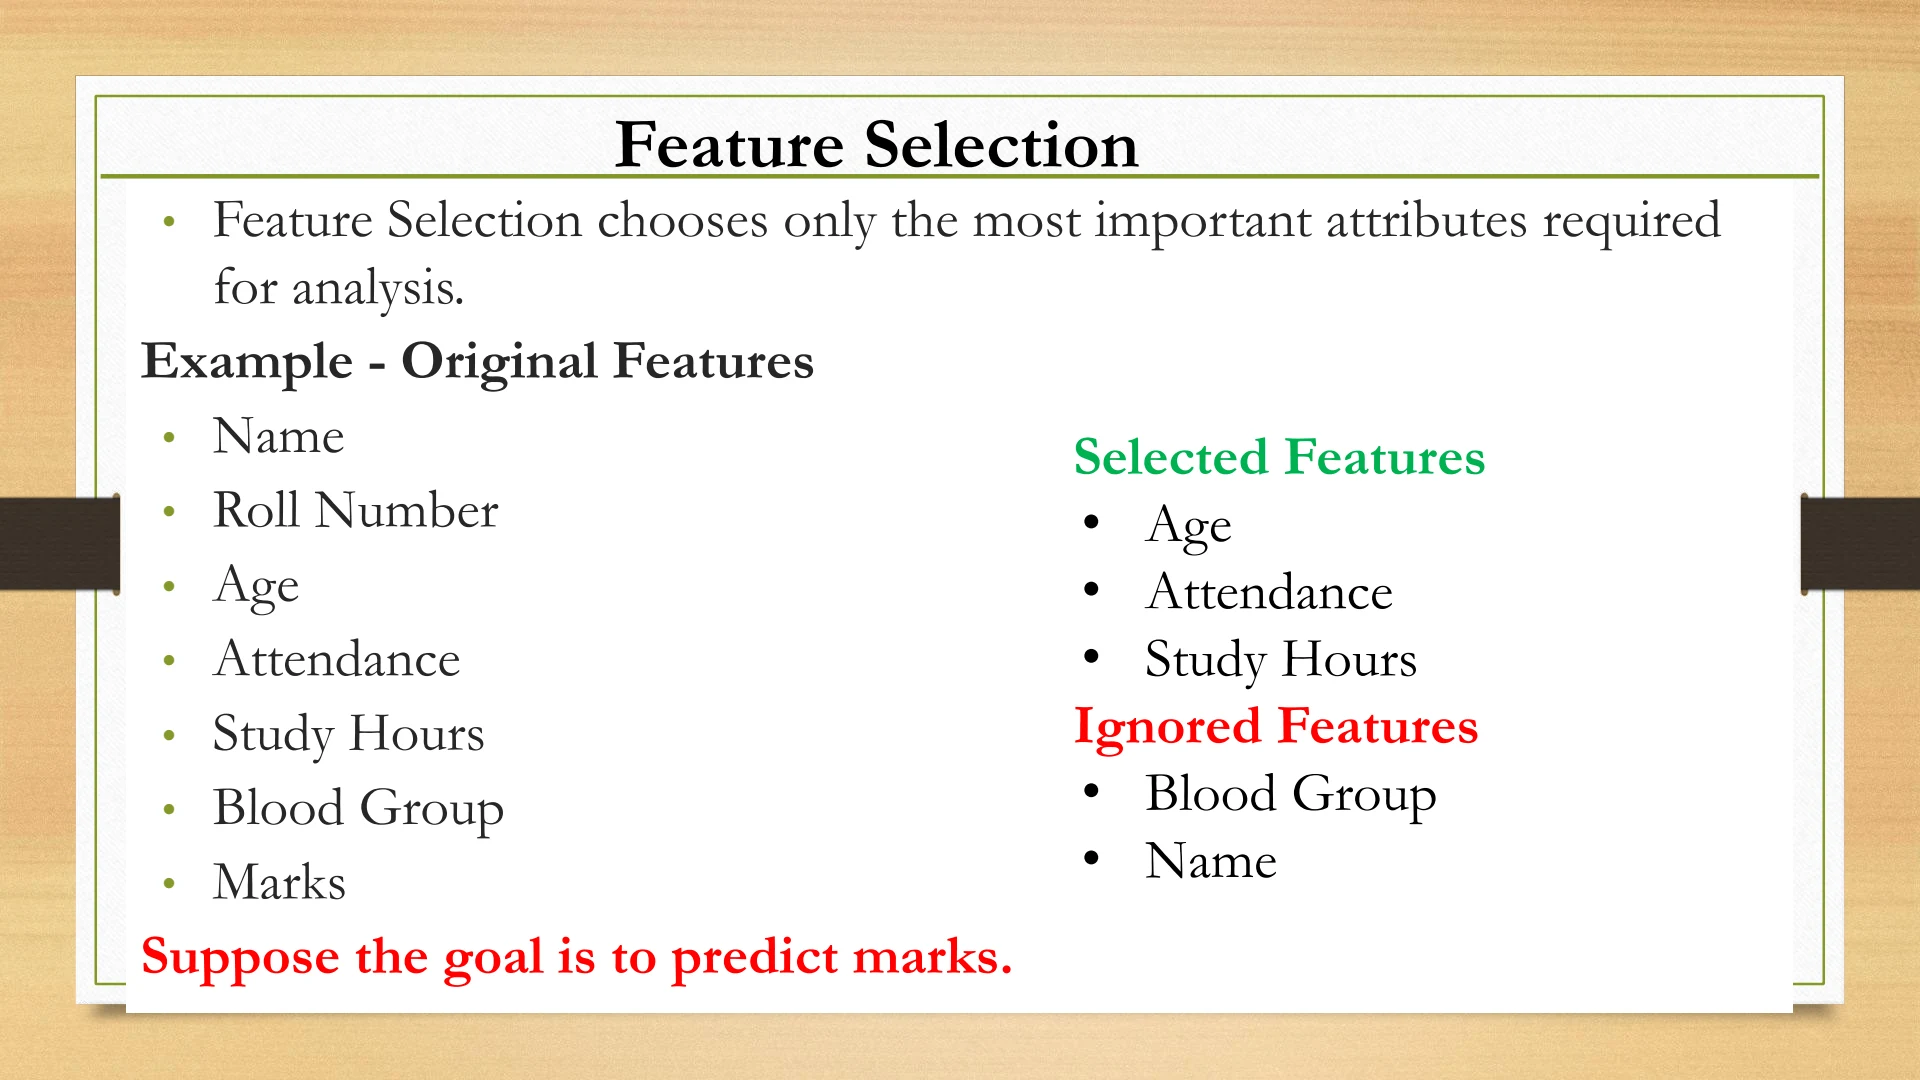 Feature Selection
• Feature Selection chooses only the most important attributes required
for analysis.
Example - Original Features
• Name
• Roll Number
• Age
• Attendance
• Study Hours
• Blood Group
• Marks
Suppose the goal is to predict marks.
Selected Features
• Age
• Attendance
• Study Hours
Ignored Features
• Blood Group
• Name